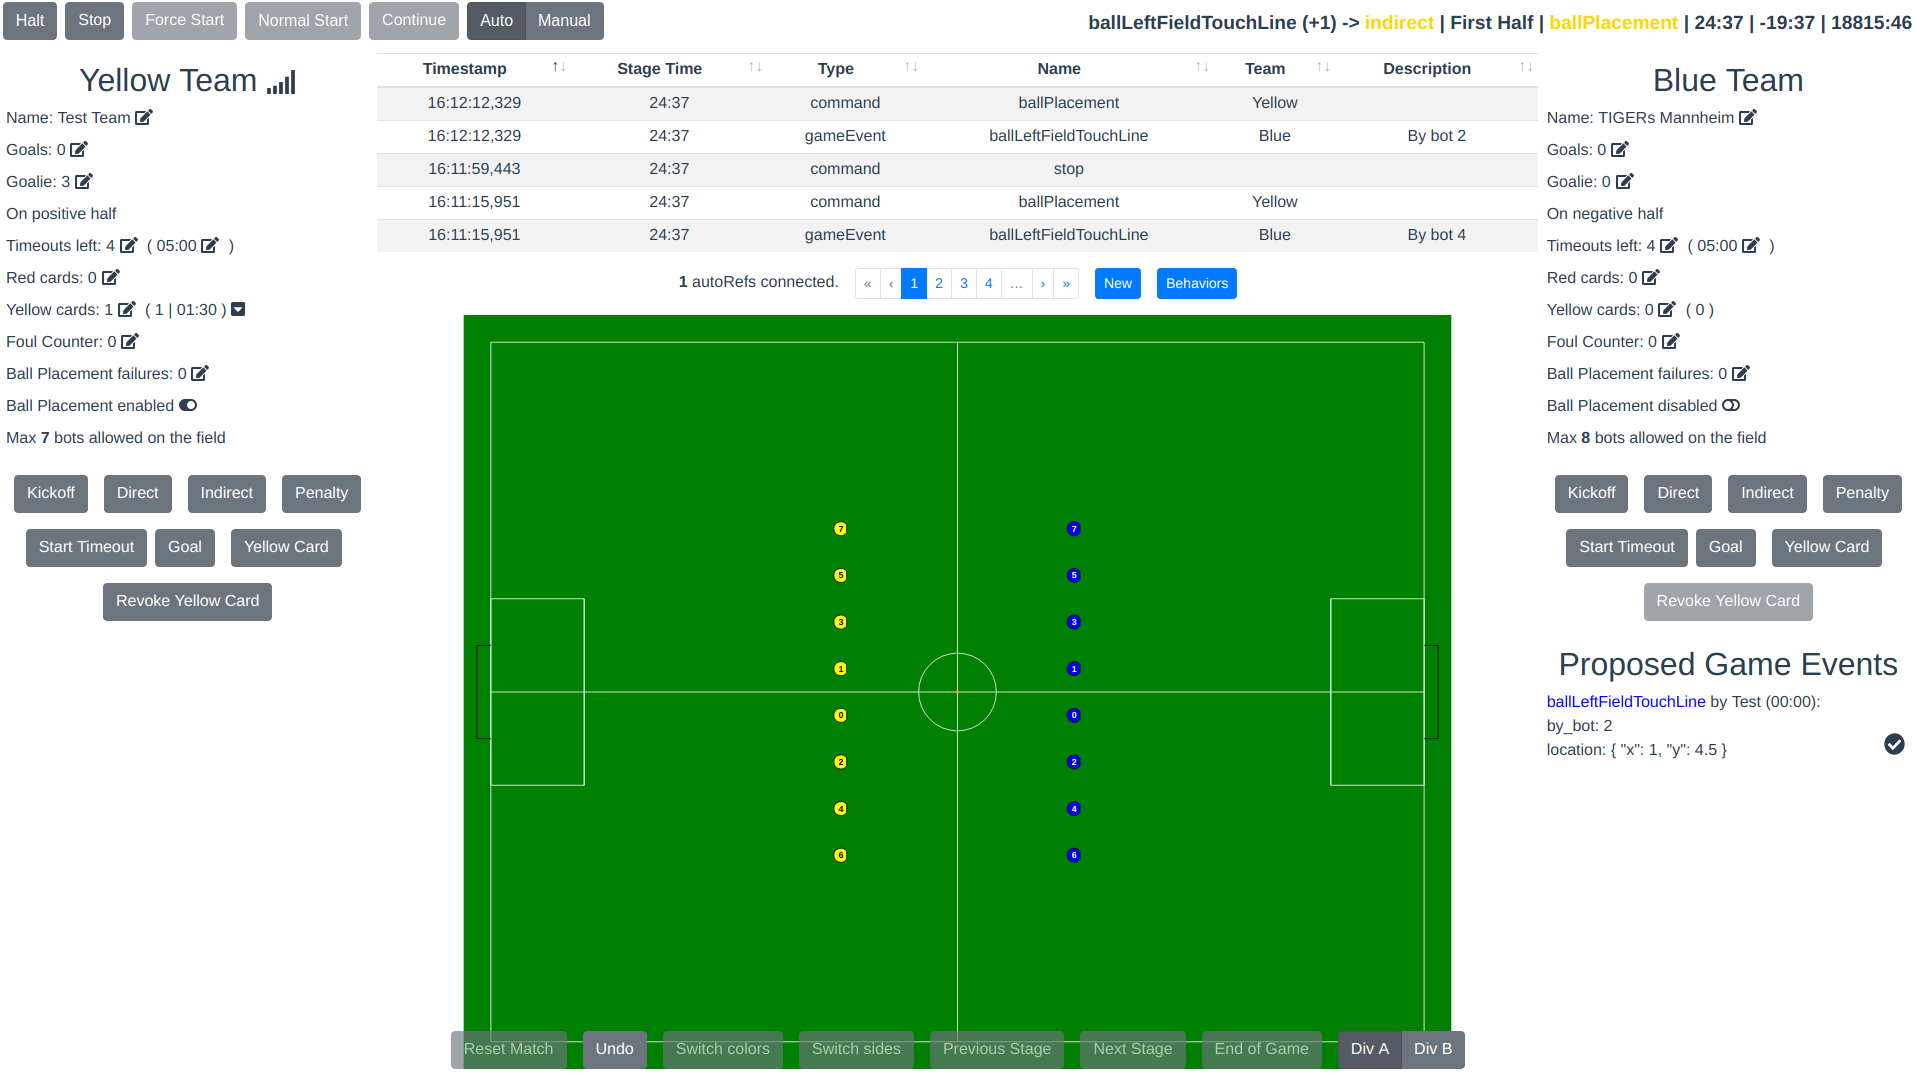 Halt Stop Force Start Normal Start Continue Auto Manual
ballLeftFieldTouchLine (+1) -> indirect | First Half | ballPlacement | 24:37 | -19:37 | 18815:46
Yellow Team
Name: Test Team
Goals: 0
Goalie: 3
On positive half
Timeouts left: 4 ( 05:00 )
Red cards: 0
Yellow cards: 1 ( 1 | 01:30 )
Foul Counter: 0
Ball Placement failures: 0
Ball Placement enabled
Max 7 bots allowed on the field
Kickoff Direct Indirect Penalty
Start Timeout Goal Yellow Card
Revoke Yellow Card
Timestamp ↑↓ Stage Time ↑↓ Type ↑↓ Name ↑↓ Team ↑↓ Description ↑↓
16:12:12,329 24:37 command ballPlacement Yellow
16:12:12,329 24:37 gameEvent ballLeftFieldTouchLine Blue By bot 2
16:11:59,443 24:37 command stop
16:11:15,951 24:37 command ballPlacement Yellow
16:11:15,951 24:37 gameEvent ballLeftFieldTouchLine Blue By bot 4
1 autoRefs connected. « ‹ 1 2 3 4 … › » New Behaviors
7 7
5 5
3 3
1 1
0 0
2 2
4 4
6 6
Reset Match Undo Switch colors Switch sides Previous Stage Next Stage End of Game Div A Div B
Blue Team
Name: TIGERs Mannheim
Goals: 0
Goalie: 0
On negative half
Timeouts left: 4 ( 05:00 )
Red cards: 0
Yellow cards: 0 ( 0 )
Foul Counter: 0
Ball Placement failures: 0
Ball Placement disabled
Max 8 bots allowed on the field
Kickoff Direct Indirect Penalty
Start Timeout Goal Yellow Card
Revoke Yellow Card
Proposed Game Events
ballLeftFieldTouchLine by Test (00:00):
by_bot: 2
location: { "x": 1, "y": 4.5 }